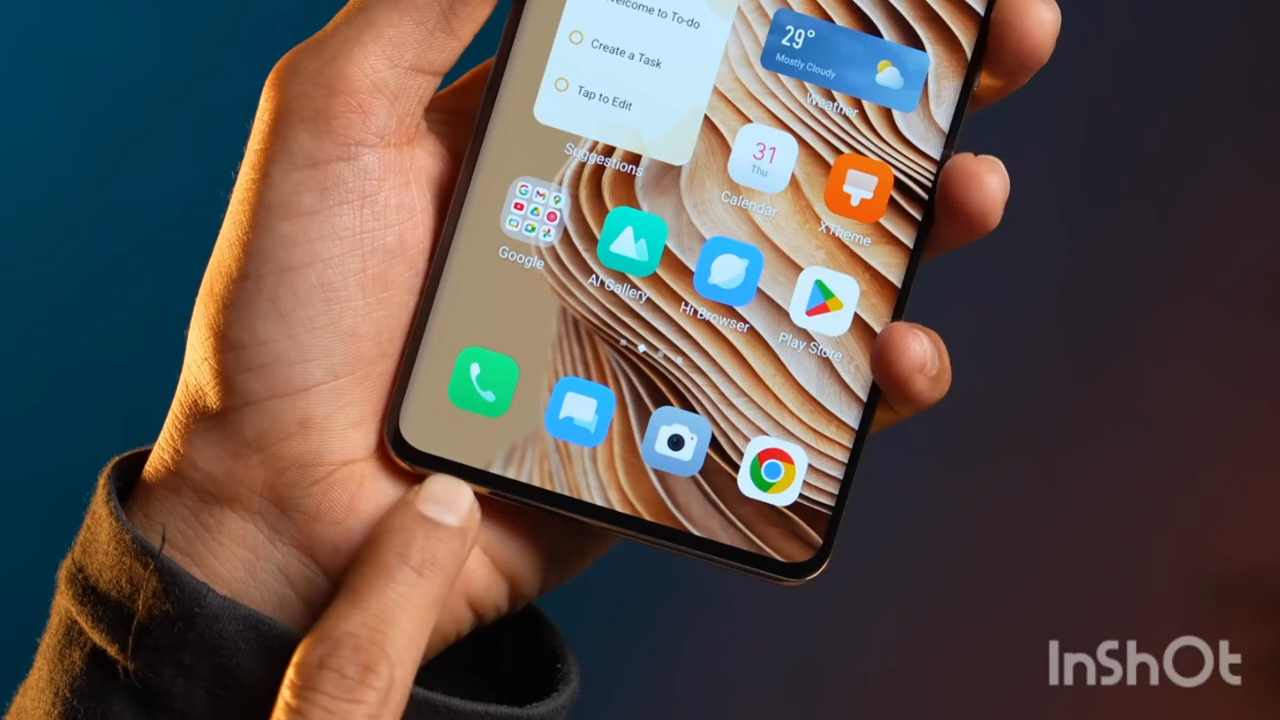 Welcome to To-do
Create a Task
Tap to Edit
Suggestions
29°
Mostly Cloudy
Weather
31
Thu
Calendar
XTheme
Google
AI Gallery
Hi Browser
Play Store
InShOt